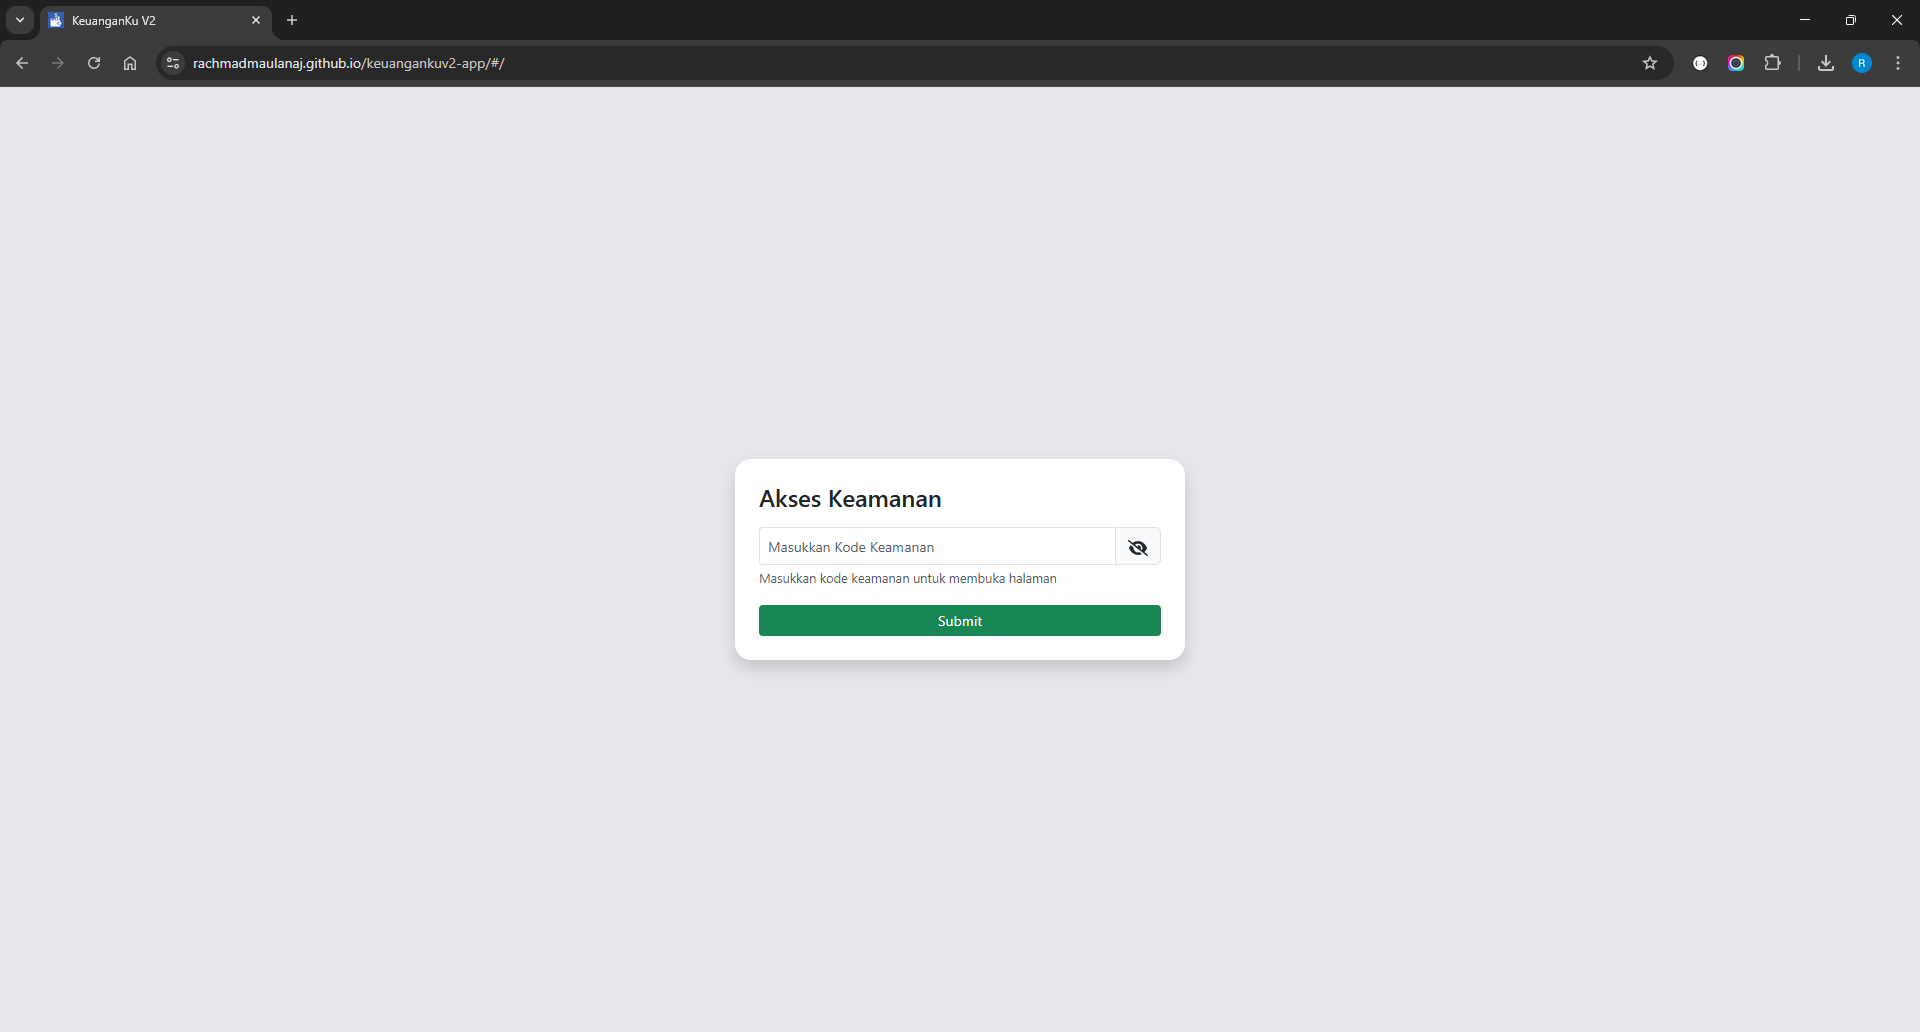 KeuanganKu V2
rachmadmaulanaj.github.io/keuangankuv2-app/#/
R
Akses Keamanan
Masukkan Kode Keamanan
Masukkan kode keamanan untuk membuka halaman
Submit